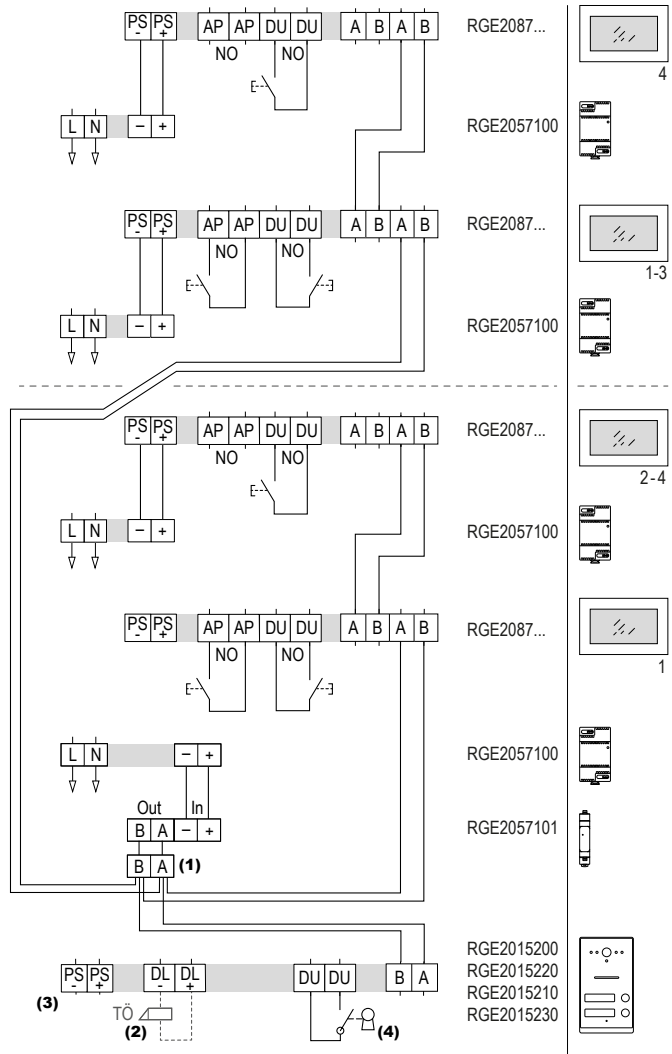 PS - PS + AP AP DU DU A B A B RGE2087...
NO NO
4
L N − + RGE2057100
PS - PS + AP AP DU DU A B A B RGE2087...
NO NO
1-3
L N − + RGE2057100
PS - PS + AP AP DU DU A B A B RGE2087...
NO NO
2-4
L N − + RGE2057100
PS - PS + AP AP DU DU A B A B RGE2087...
NO NO
1
L N − + RGE2057100
Out In
B A − + RGE2057101
B A (1)
RGE2015200
PS - PS + DL - DL + DU DU B A RGE2015220
(3) RGE2015210
TÖ (2) (4) RGE2015230